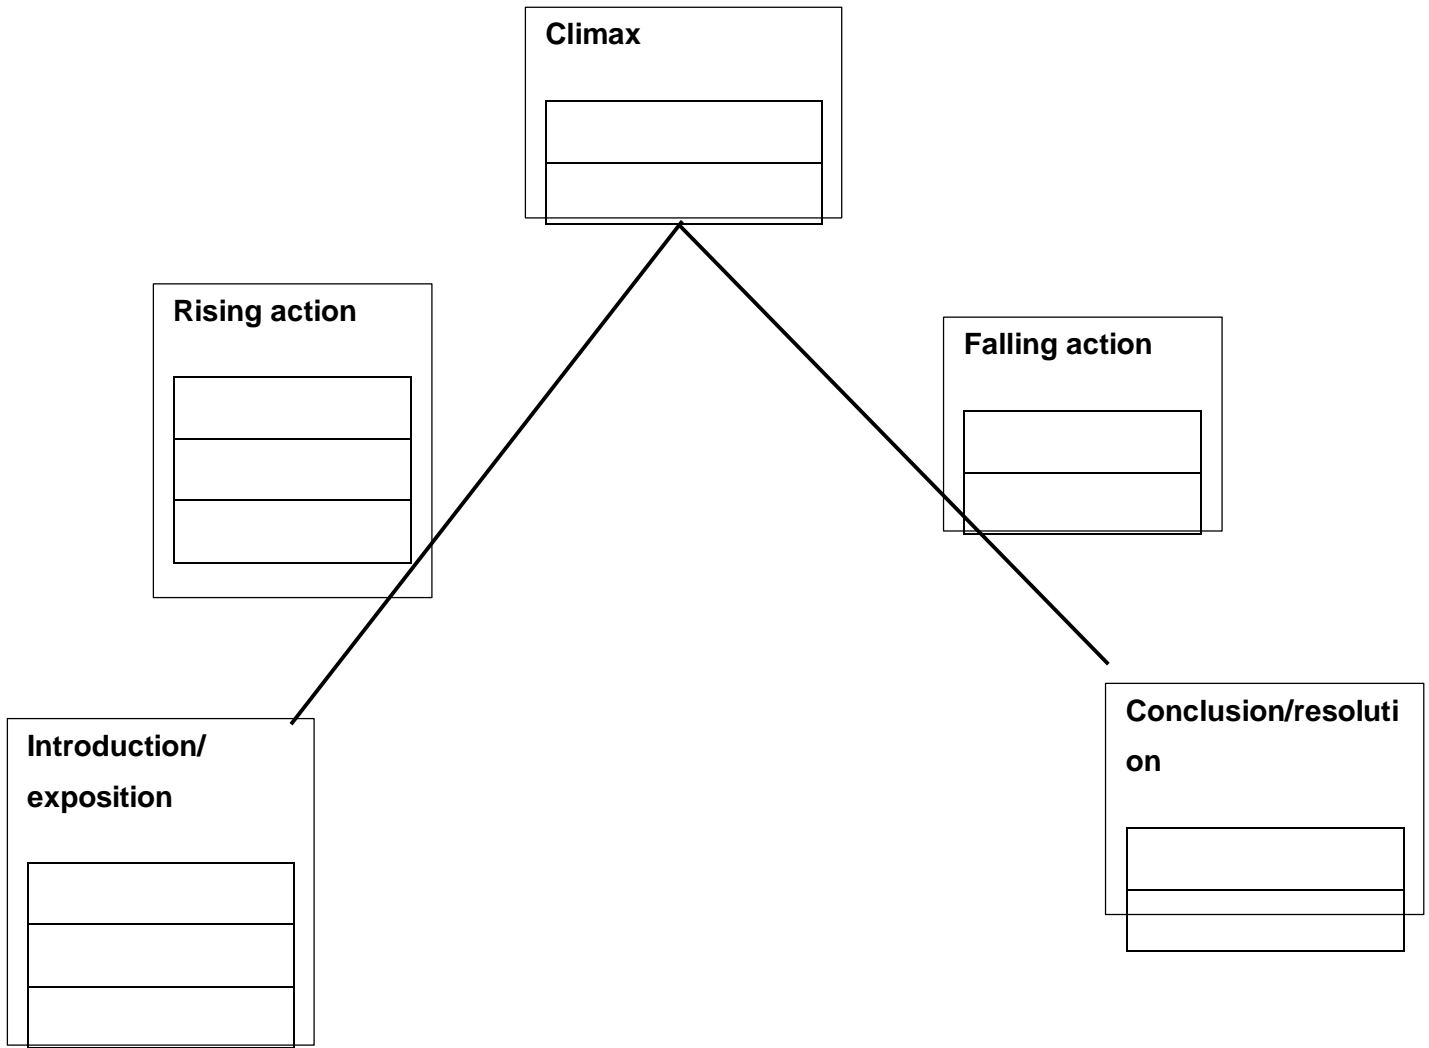 Climax
Rising action
Falling action
Introduction/
exposition
Conclusion/resoluti
on